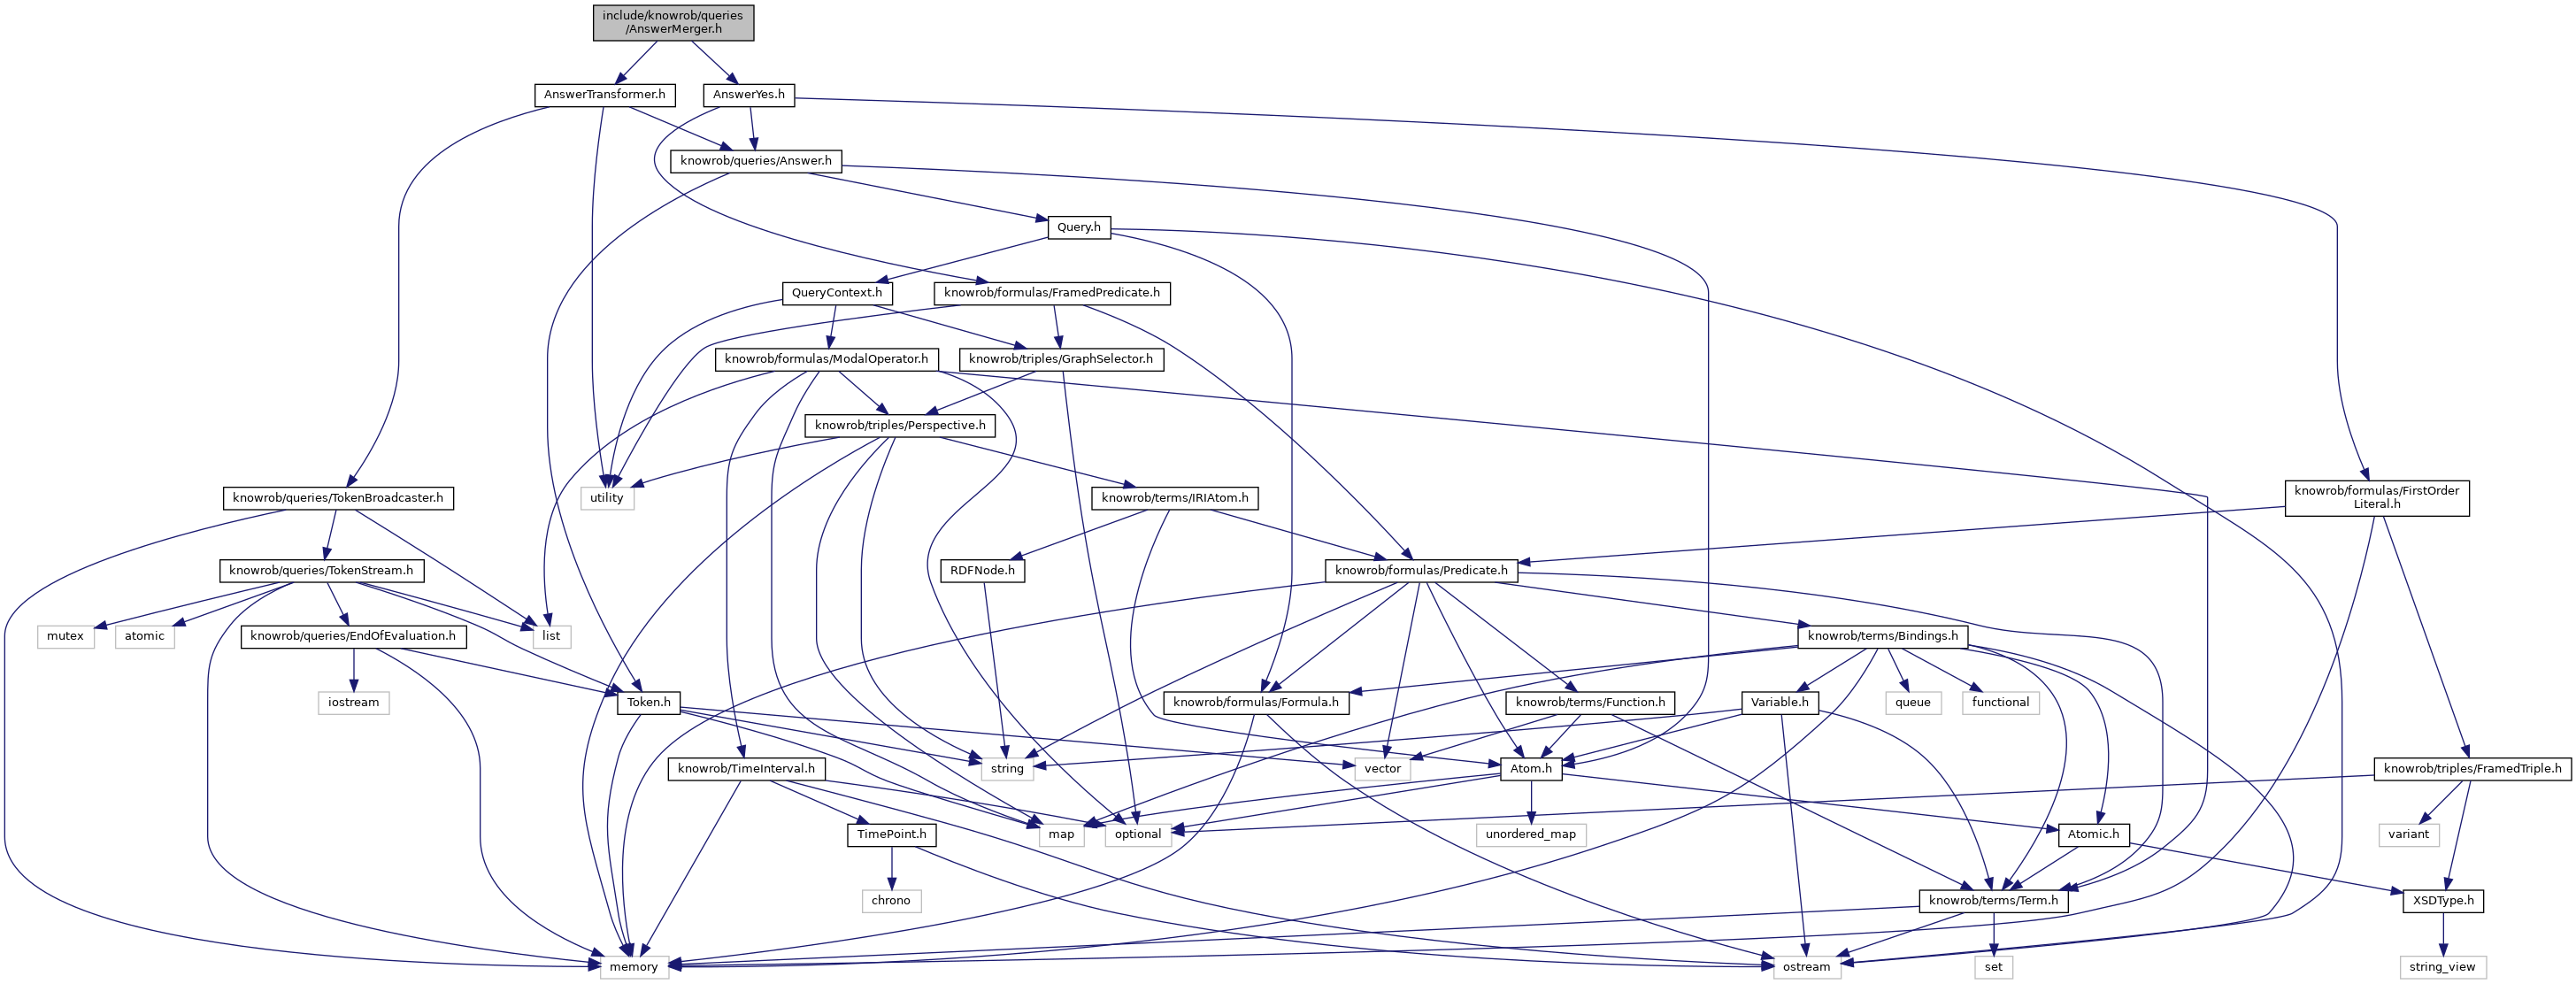 include/knowrob/queries
/AnswerMerger.h
AnswerTransformer.h
AnswerYes.h
knowrob/queries/Answer.h
Query.h
QueryContext.h
knowrob/formulas/FramedPredicate.h
knowrob/formulas/ModalOperator.h
knowrob/triples/GraphSelector.h
knowrob/triples/Perspective.h
knowrob/queries/TokenBroadcaster.h
utility
knowrob/terms/IRIAtom.h
knowrob/formulas/FirstOrder
Literal.h
knowrob/queries/TokenStream.h
RDFNode.h
knowrob/formulas/Predicate.h
mutex
atomic
knowrob/queries/EndOfEvaluation.h
list
knowrob/terms/Bindings.h
iostream
Token.h
knowrob/formulas/Formula.h
knowrob/terms/Function.h
Variable.h
queue
functional
knowrob/TimeInterval.h
string
vector
Atom.h
knowrob/triples/FramedTriple.h
TimePoint.h
map
optional
unordered_map
Atomic.h
variant
chrono
knowrob/terms/Term.h
XSDType.h
memory
ostream
set
string_view